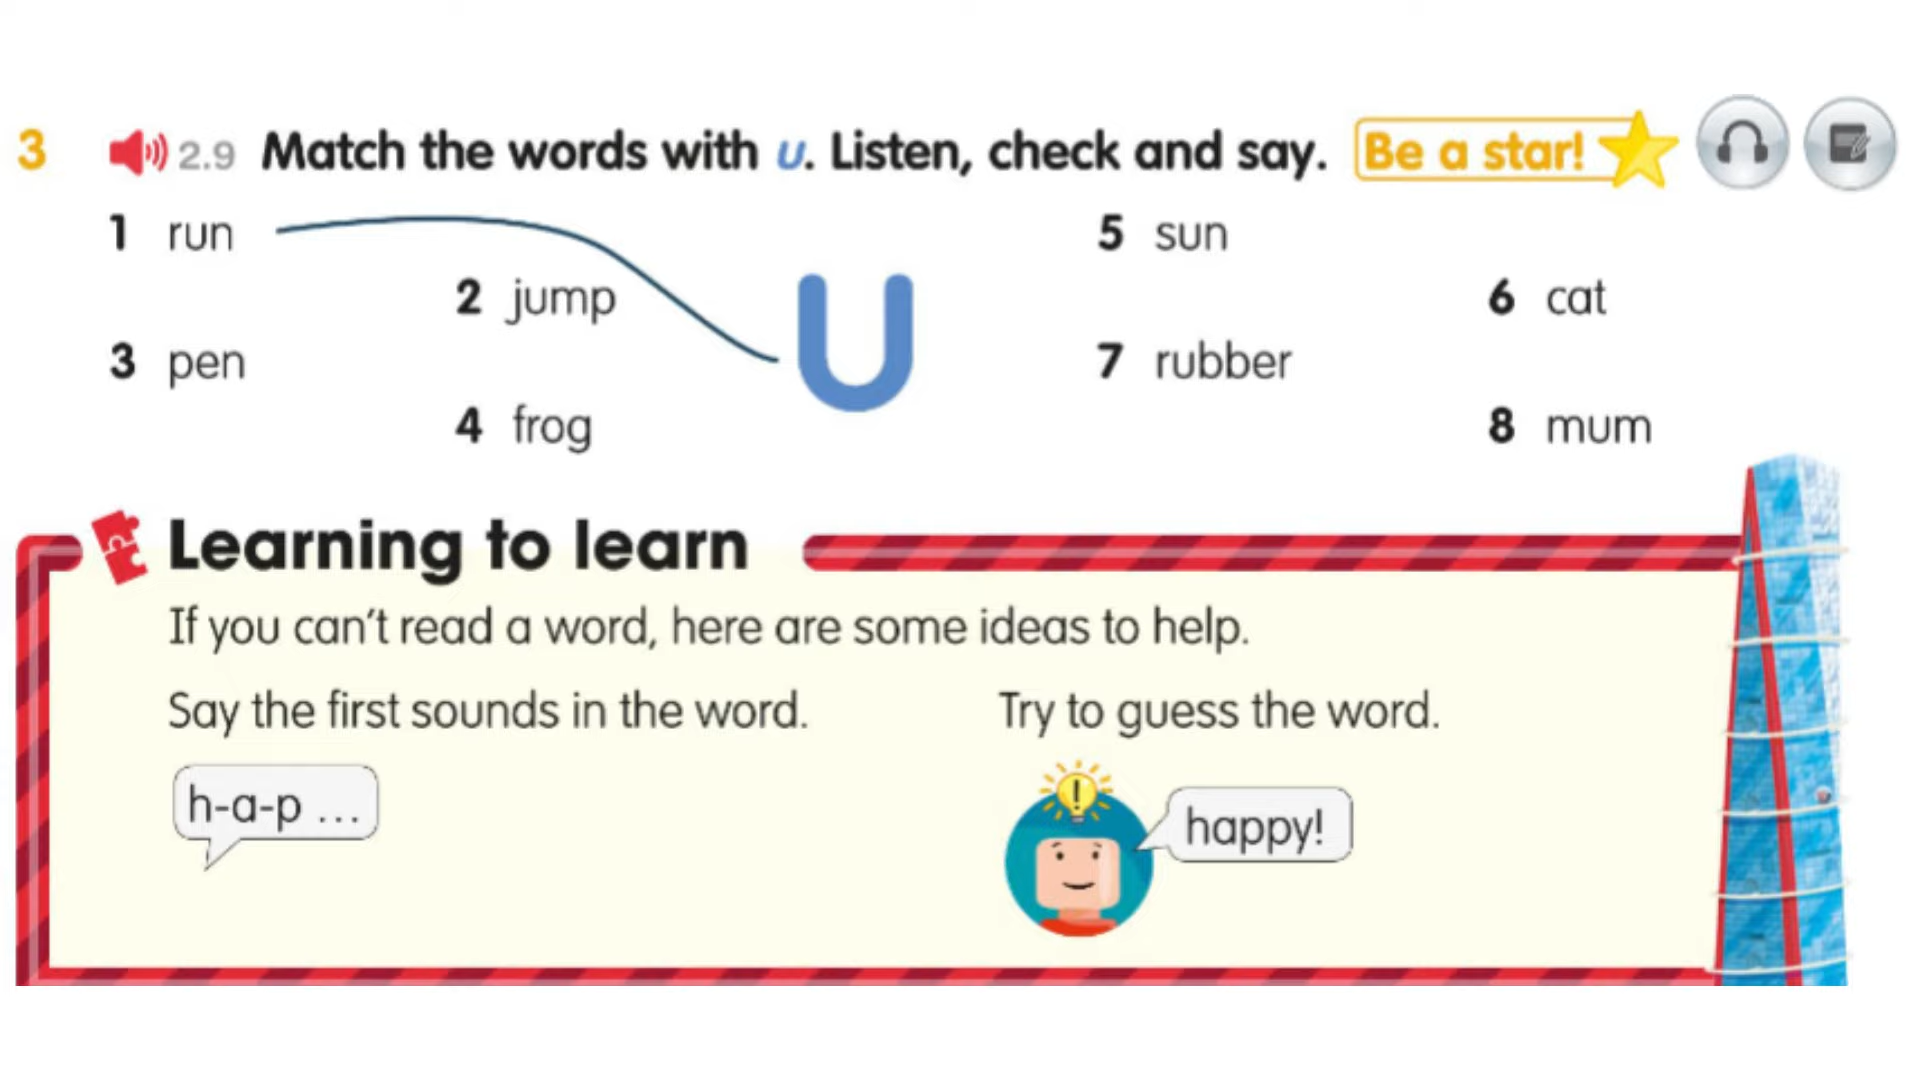 3 2.9 Match the words with u. Listen, check and say. Be a star!
1 run
5 sun
2 jump
6 cat
U
3 pen
7 rubber
4 frog
8 mum
Learning to learn
If you can't read a word, here are some ideas to help.
Say the first sounds in the word.
Try to guess the word.
h-a-p ...
!
happy!